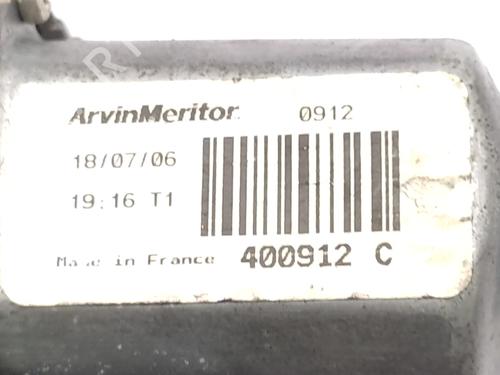 ArvinMeritor. 0912
18/07/06
19:16 T1
Made in France 400912 C